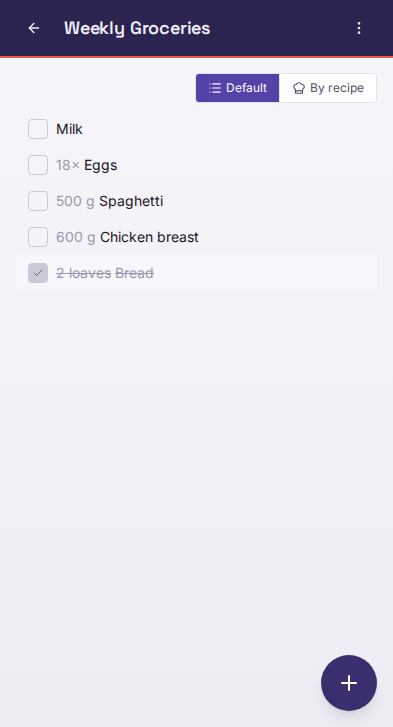 Weekly Groceries
Default By recipe
Milk
18× Eggs
500 g Spaghetti
600 g Chicken breast
2 loaves Bread